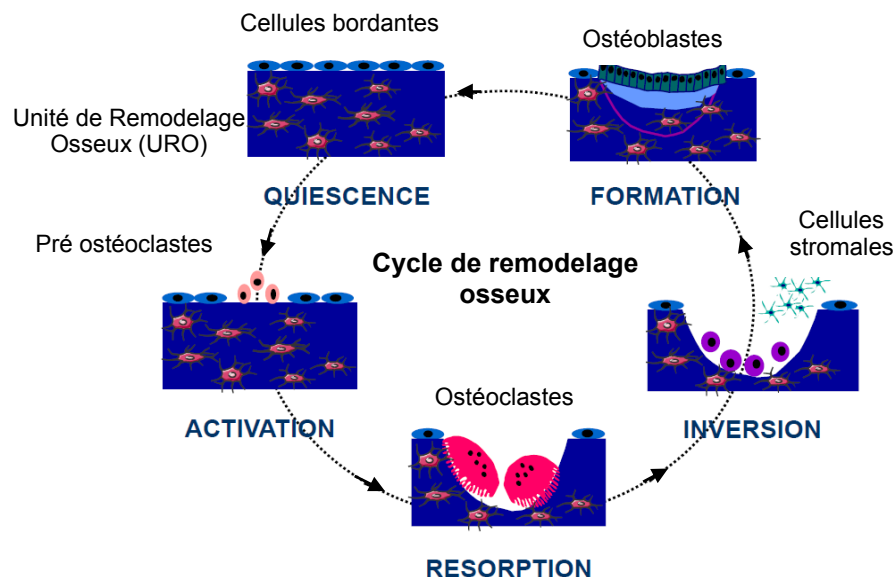 Cellules bordantes
Ostéoblastes
Unité de Remodelage
Osseux (URO)
QUIESCENCE
FORMATION
Pré ostéoclastes
Cellules
stromales
Cycle de remodelage
osseux
Ostéoclastes
ACTIVATION
INVERSION
RESORPTION